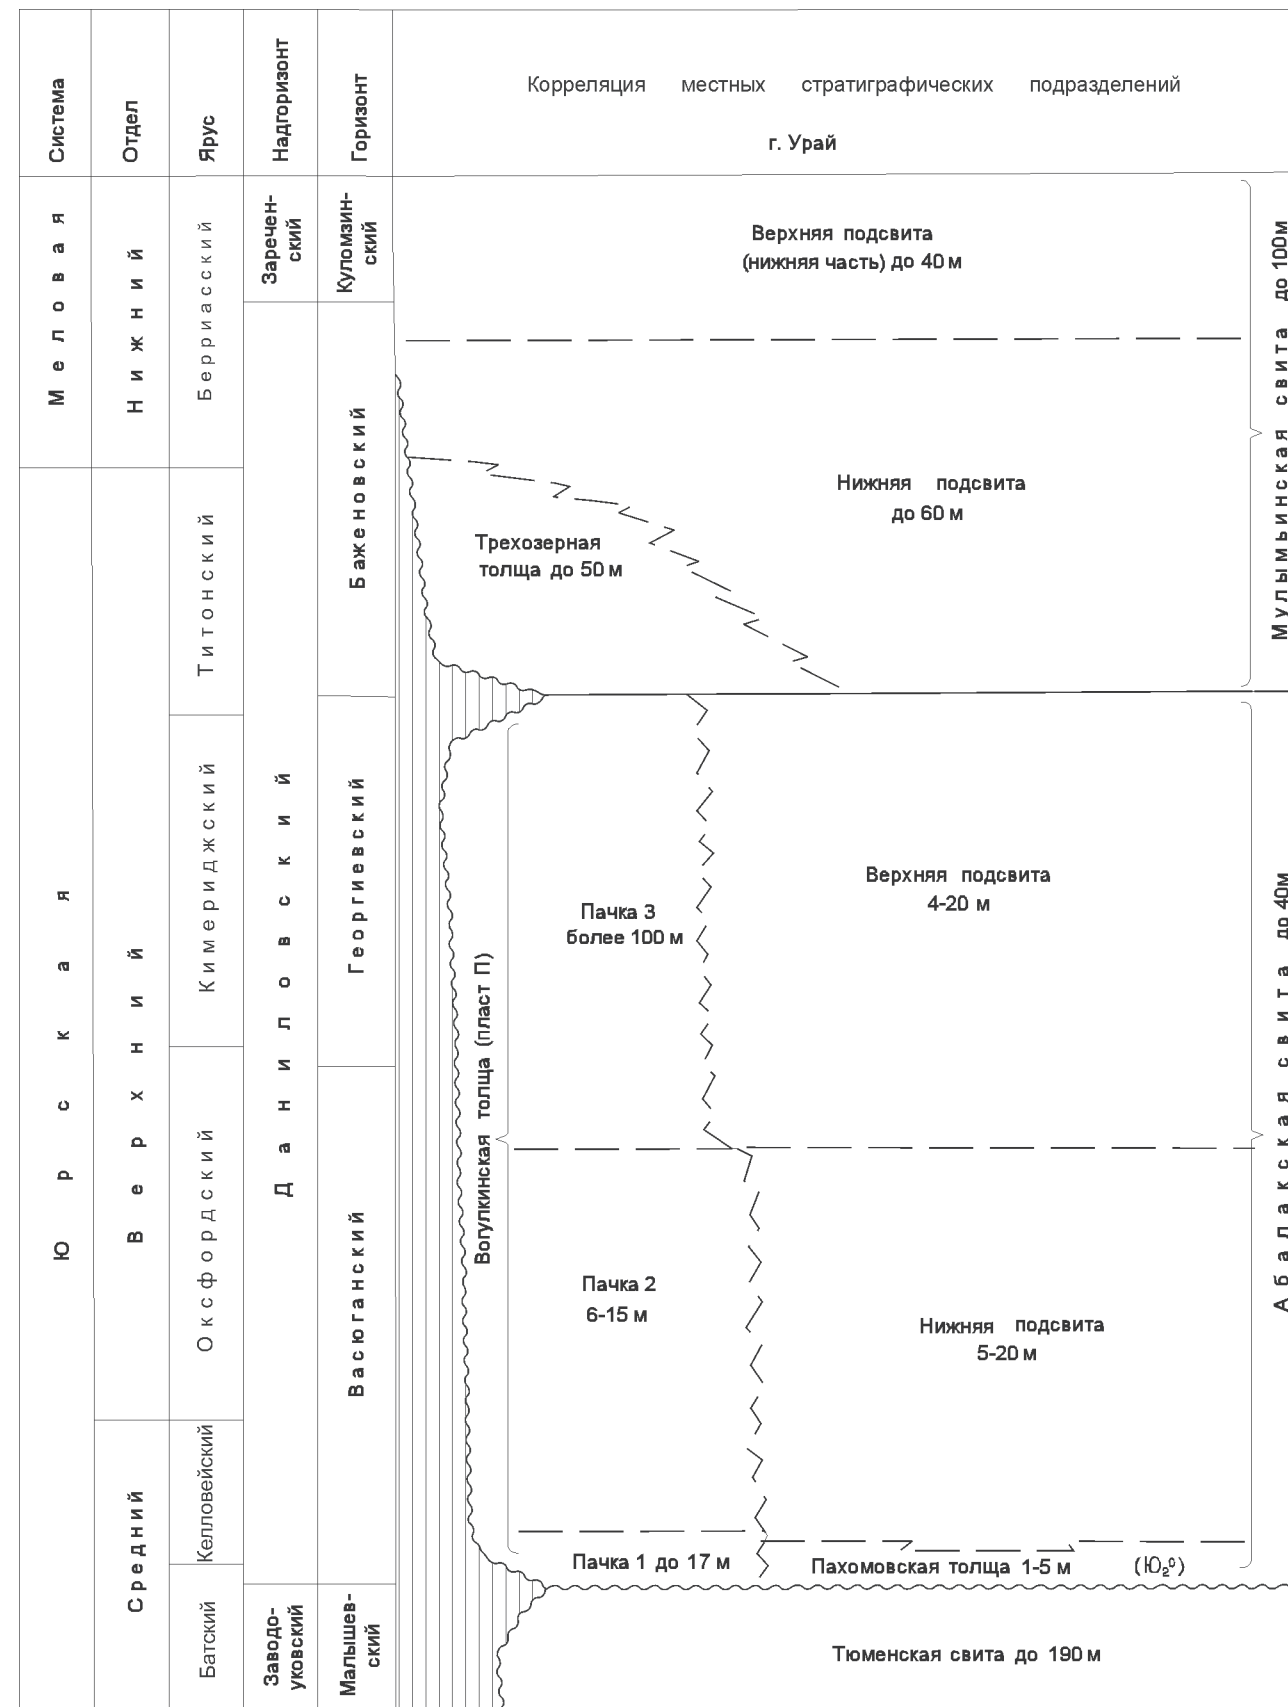 Система
Отдел
Ярус
Надгоризонт
Горизонт
Корреляция местных стратиграфических подразделений
г. Урай
Меловая
Юрская
Нижний
Верхний
Средний
Берриасский
Титонский
Кимериджский
Оксфордский
Келловейский
Батский
Заречен-
ский
Даниловский
Заводо-
уковский
Куломзин-
ский
Баженовский
Георгиевский
Васюганский
Малышев-
ский
Верхняя подсвита
(нижняя часть) до 40 м
Нижняя подсвита
до 60 м
Трехозерная
толща до 50 м
Мулымьинская свита до 100м
Вогулкинская толща (пласт П)
Пачка 3
более 100 м
Верхняя подсвита
4-20 м
Пачка 2
6-15 м
Нижняя подсвита
5-20 м
Абалакская свита до 40м
Пачка 1 до 17 м
Пахомовская толща 1-5 м (Ю₂⁰)
Тюменская свита до 190 м